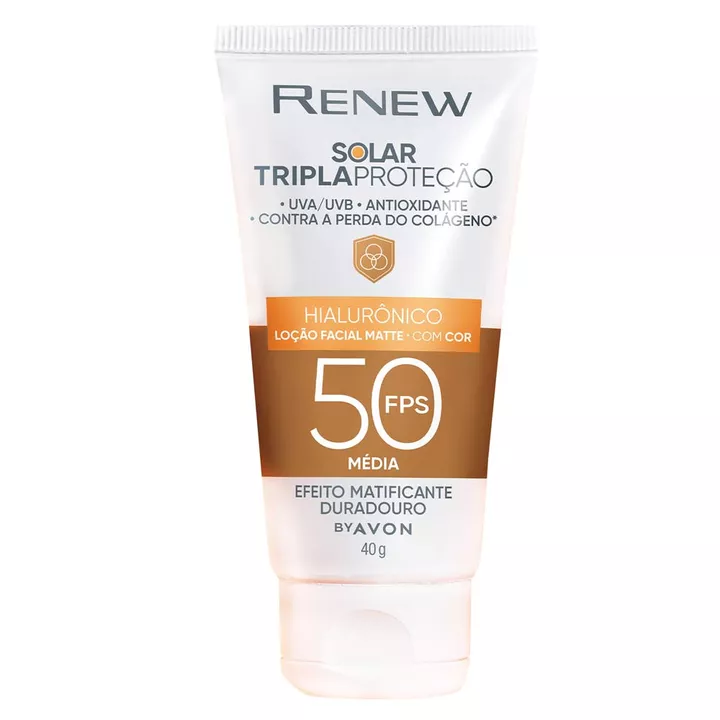 RENEW
SOLAR
TRIPLAPROTEÇÃO
• UVA/UVB • ANTIOXIDANTE
• CONTRA A PERDA DO COLÁGENO*
HIALURÔNICO
LOÇÃO FACIAL MATTE • COM COR
50 FPS
MÉDIA
EFEITO MATIFICANTE
DURADOURO
BY AVON
40 g